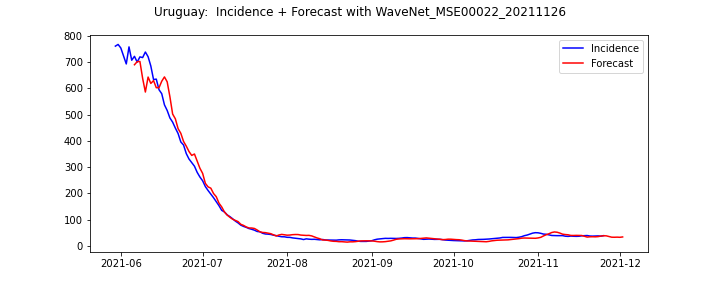 Uruguay:  Incidence + Forecast with WaveNet_MSE00022_20211126
800
700
600
500
400
300
200
100
0
Incidence
Forecast
2021-06 2021-07 2021-08 2021-09 2021-10 2021-11 2021-12